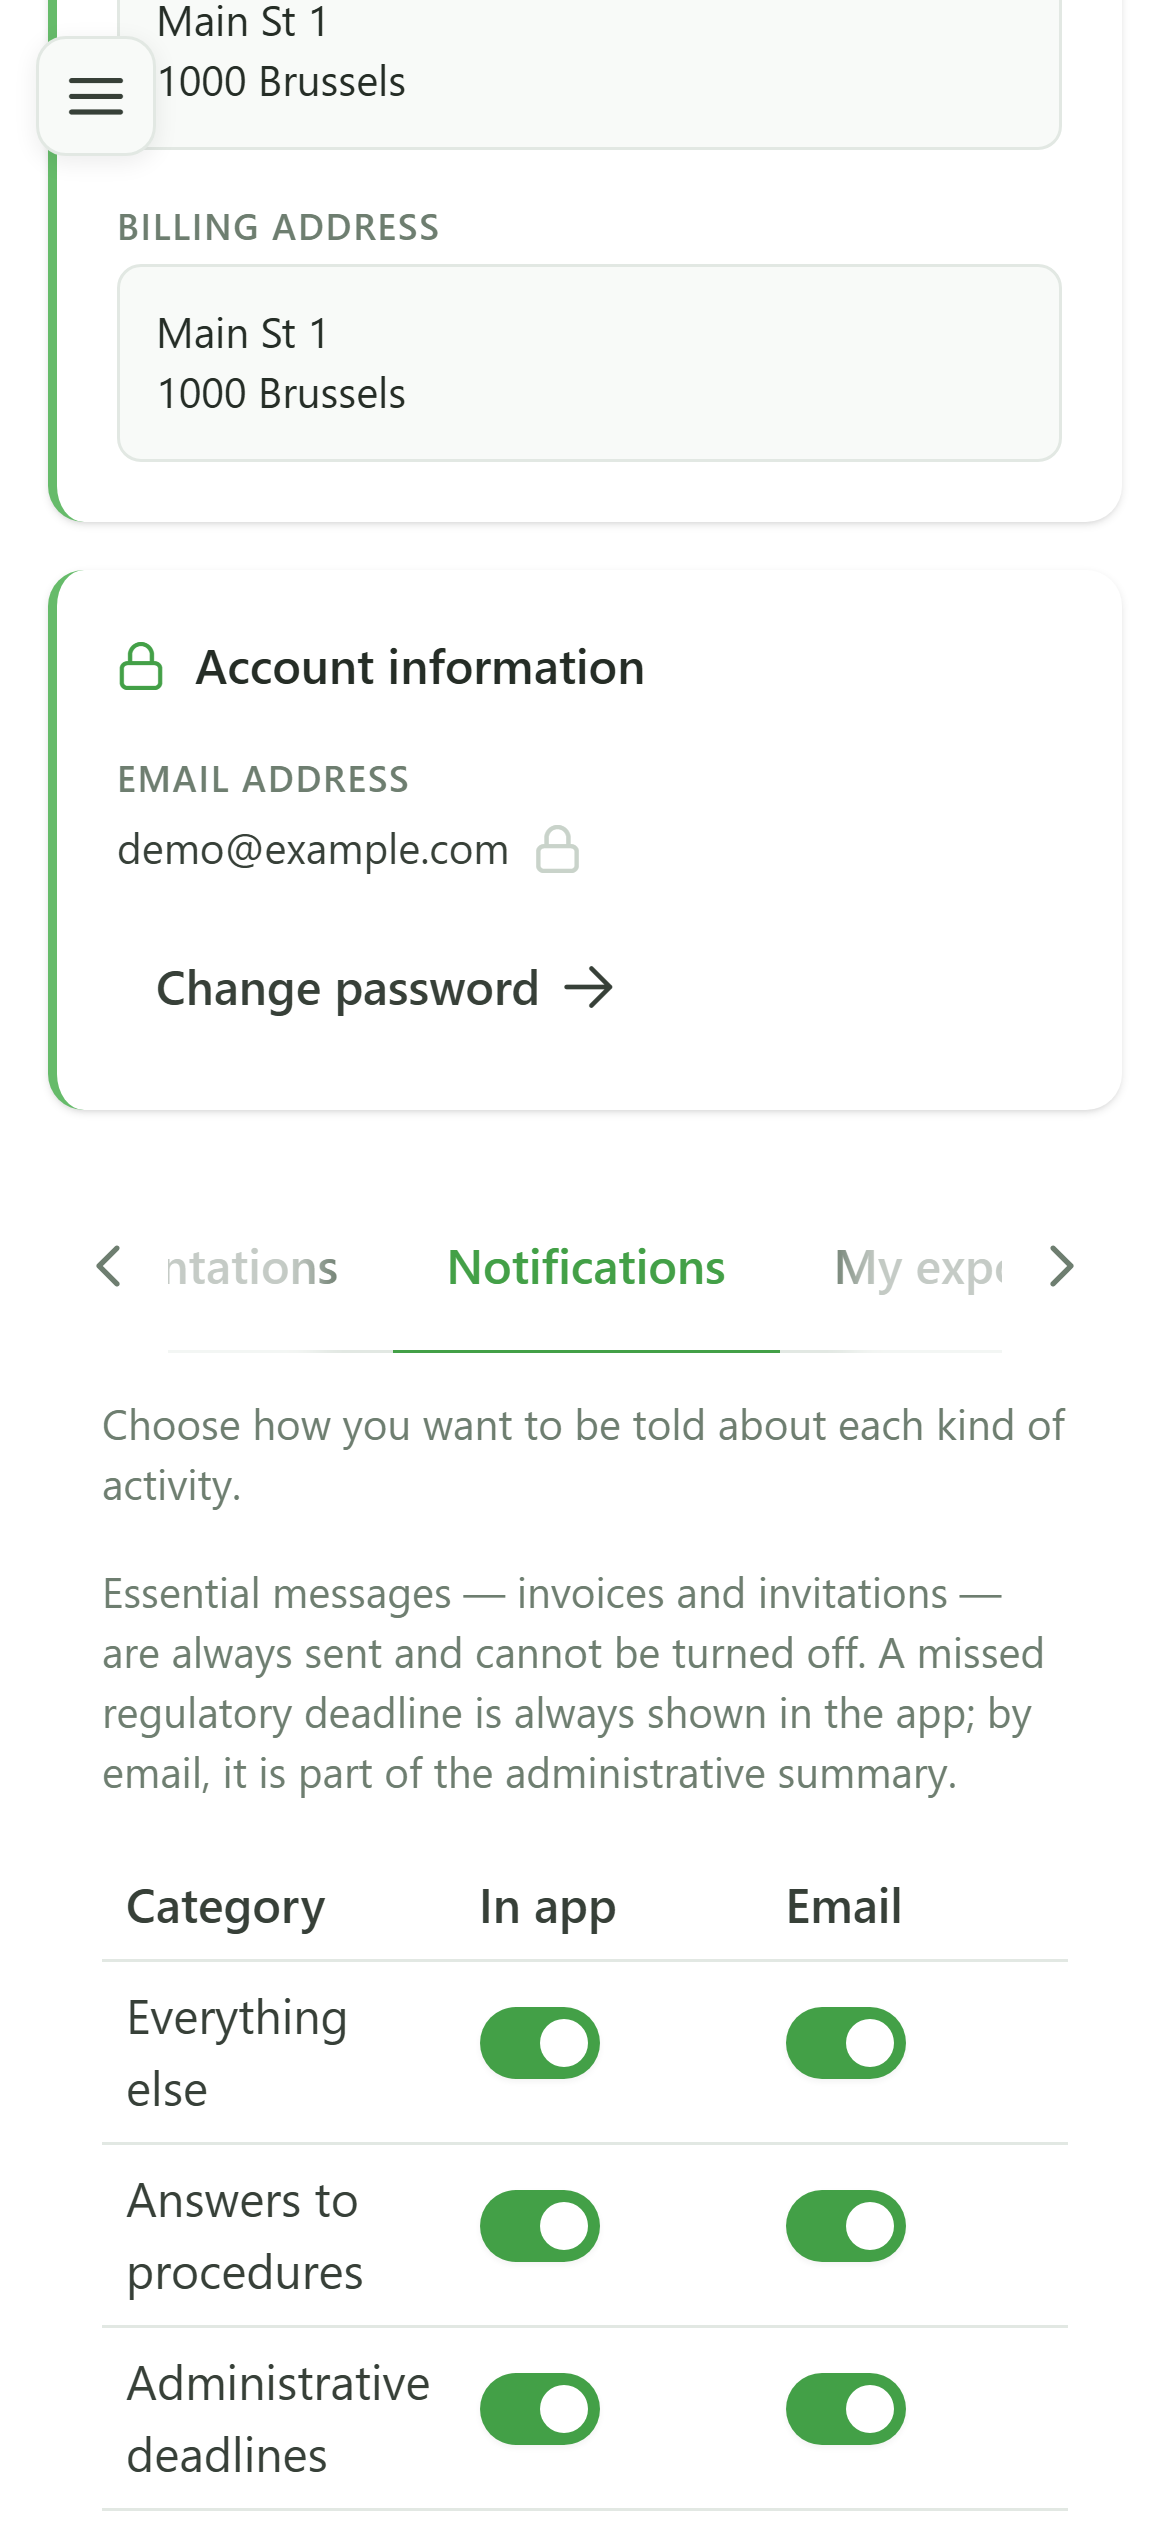 Main St 1
1000 Brussels
BILLING ADDRESS
Main St 1
1000 Brussels
Account information
EMAIL ADDRESS
demo@example.com
Change password
ntations Notifications My exp
Choose how you want to be told about each kind of
activity.
Essential messages — invoices and invitations —
are always sent and cannot be turned off. A missed
regulatory deadline is always shown in the app; by
email, it is part of the administrative summary.
Category In app Email
Everything
else
Answers to
procedures
Administrative
deadlines